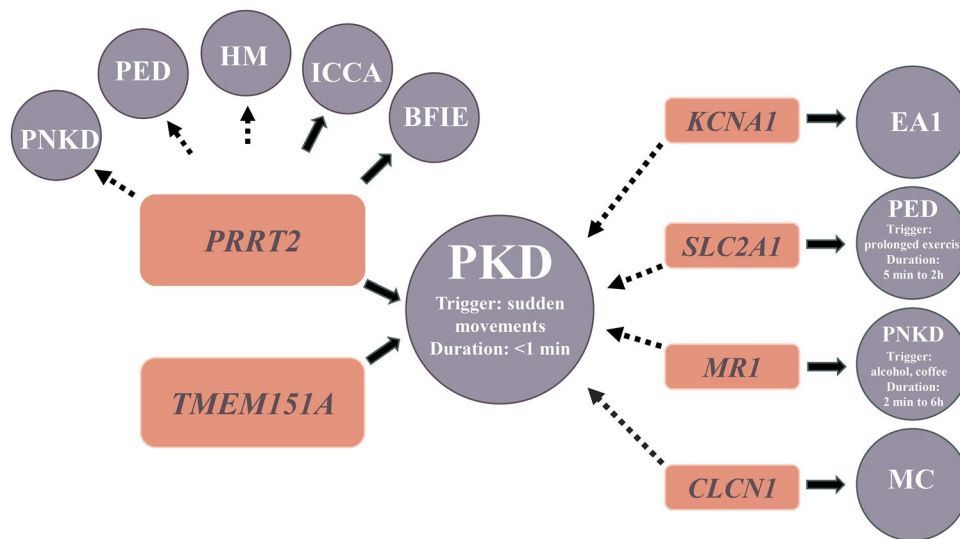 PNKD
PED
HM
ICCA
BFIE
PRRT2
TMEM151A
PKD
Trigger: sudden
movements
Duration: <1 min
KCNA1
EA1
SLC2A1
PED
Trigger:
prolonged exercis
Duration:
5 min to 2h
MR1
PNKD
Trigger:
alcohol, coffee
Duration:
2 min to 6h
CLCN1
MC